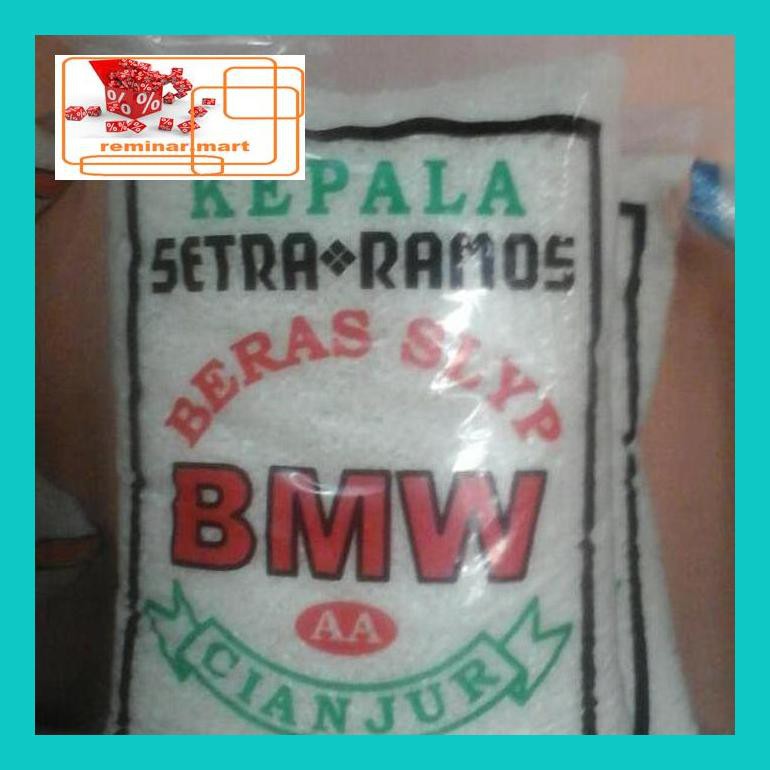 reminar.mart
KEPALA
SETRA RAMOS
BERAS SLYP
BMW
AA
CIANJUR